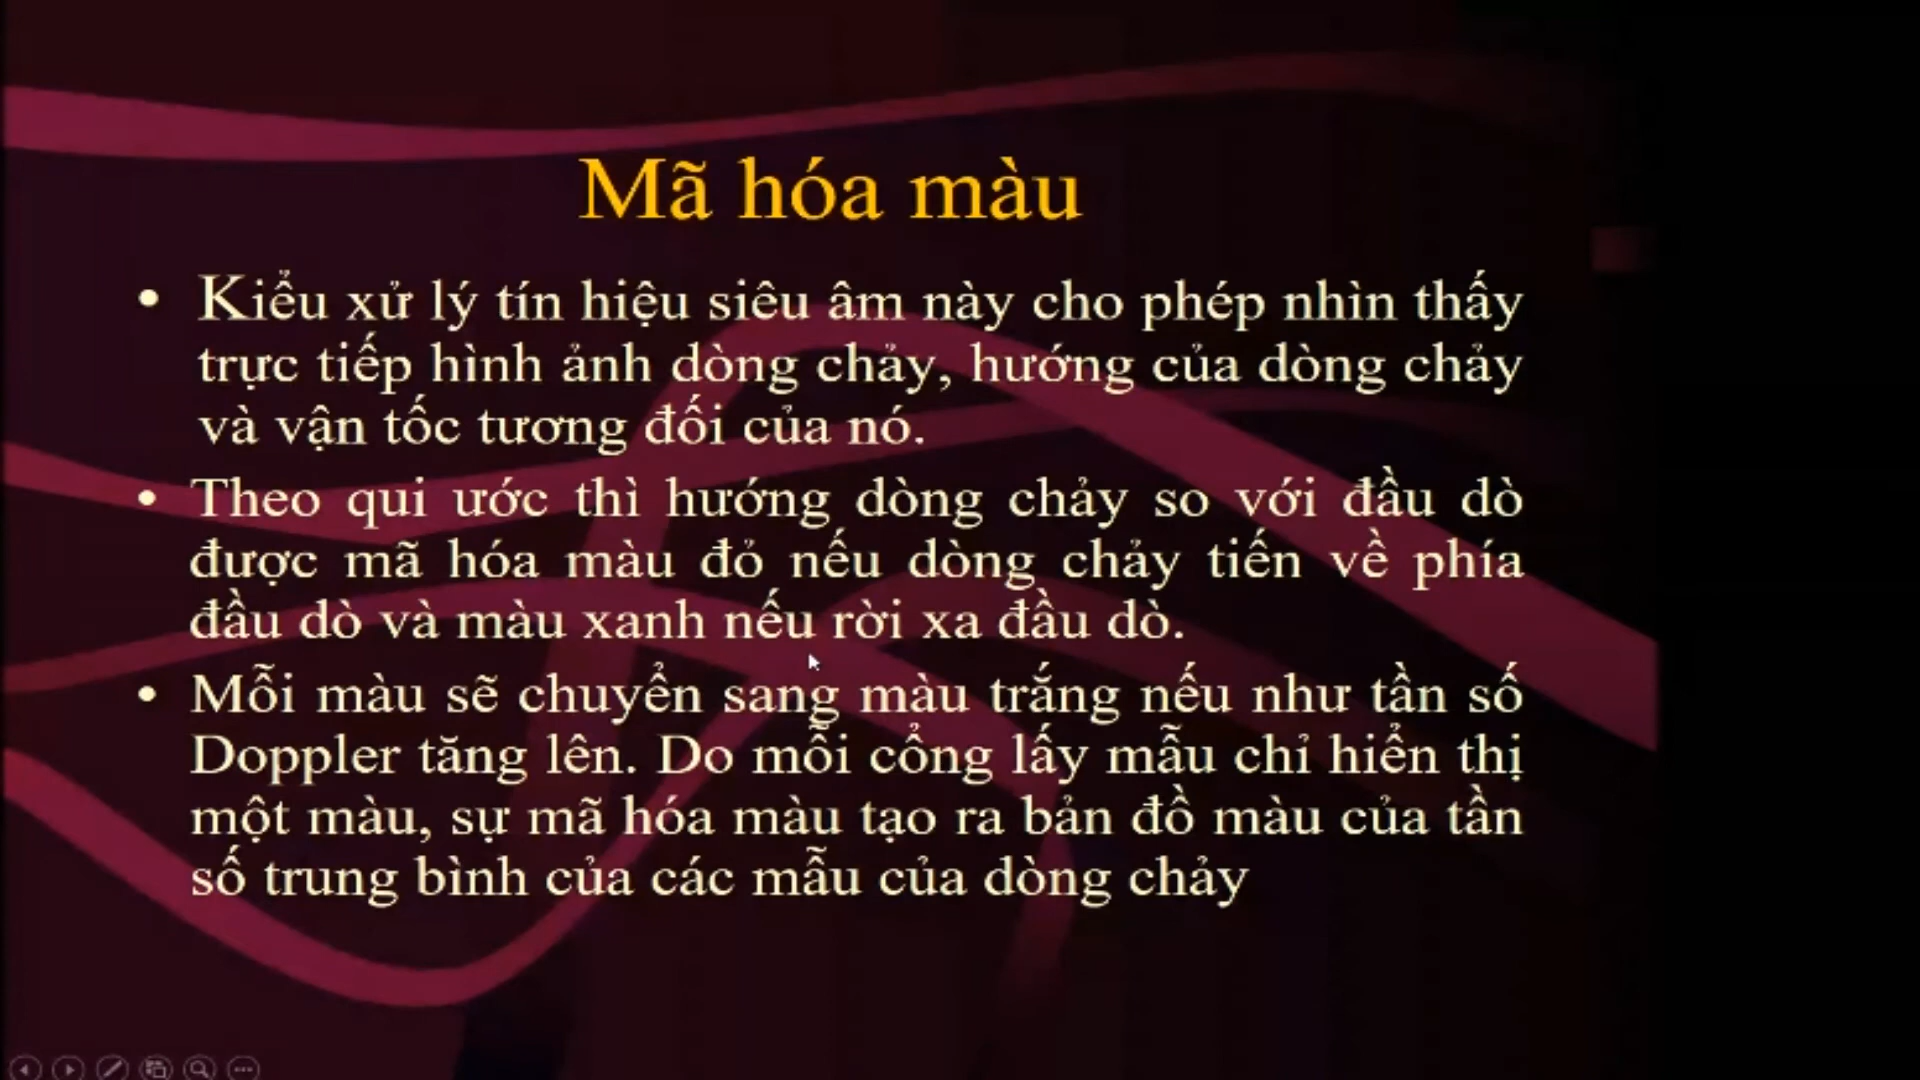 Mã hóa màu
• Kiểu xử lý tín hiệu siêu âm này cho phép nhìn thấy
trực tiếp hình ảnh dòng chảy, hướng của dòng chảy
và vận tốc tương đối của nó.
• Theo qui ước thì hướng dòng chảy so với đầu dò
được mã hóa màu đỏ nếu dòng chảy tiến về phía
đầu dò và màu xanh nếu rời xa đầu dò.
• Mỗi màu sẽ chuyển sang màu trắng nếu như tần số
Doppler tăng lên. Do mỗi cổng lấy mẫu chỉ hiển thị
một màu, sự mã hóa màu tạo ra bản đồ màu của tần
số trung bình của các mẫu của dòng chảy